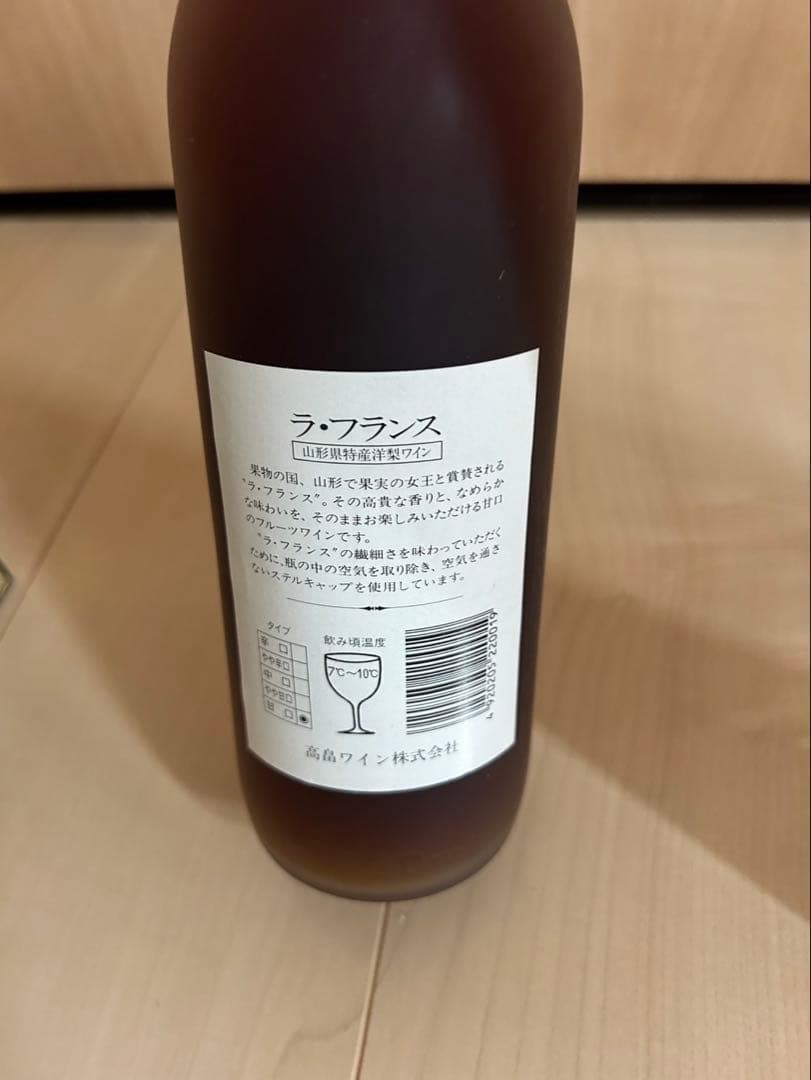 ラ・フランス
山形県特産洋梨ワイン
果物の国、山形で果実の女王と賞賛される
"ラ・フランス"。その高貴な香りと、なめらか
な味わいを、そのままお楽しみいただける甘口
のフルーツワインです。
"ラ・フランス"の繊細さを味わっていただく
ために、瓶の中の空気を取り除き、空気を通さ
ないステルキャップを使用しています。
タイプ
辛口
やや辛口
中口
やや甘口
甘口 ◉
飲み頃温度
7℃〜10℃
4920205220019
高畠ワイン株式会社